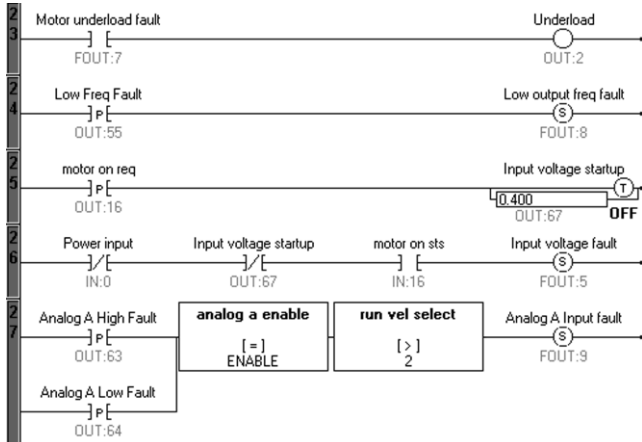 23
Motor underload fault Underload
FOUT:7 OUT:2
24
Low Freq Fault Low output freq fault
P S
OUT:55 FOUT:8
25
motor on req Input voltage startup
P T
0.400
OUT:16 OUT:67 OFF
26
Power input Input voltage startup motor on sts Input voltage fault
S
IN:0 OUT:67 IN:16 FOUT:5
27
Analog A High Fault analog a enable run vel select Analog A Input fault
P [=] [>] S
OUT:63 ENABLE 2 FOUT:9
Analog A Low Fault
P
OUT:64